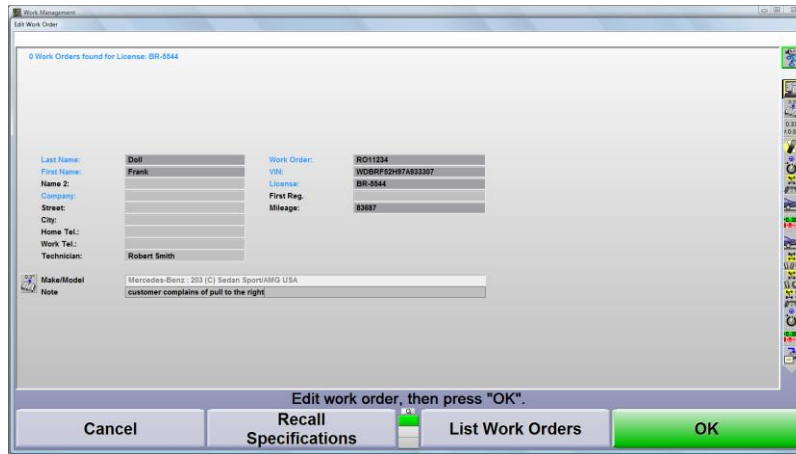 Work Management
Edit Work Order
0 Work Orders found for License: BR-5544
Last Name: Doll Work Order: RO11234
First Name: Frank VIN: WDBRF52H97A933307
Name 2: License: BR-5544
Company: First Reg.
Street: Mileage: 83687
City:
Home Tel.:
Work Tel.:
Technician: Robert Smith
Make/Model Mercedes-Benz : 203 (C) Sedan Sport/AMG USA
Note customer complains of pull to the right
Edit work order, then press "OK".
Cancel
Recall
Specifications
List Work Orders
OK